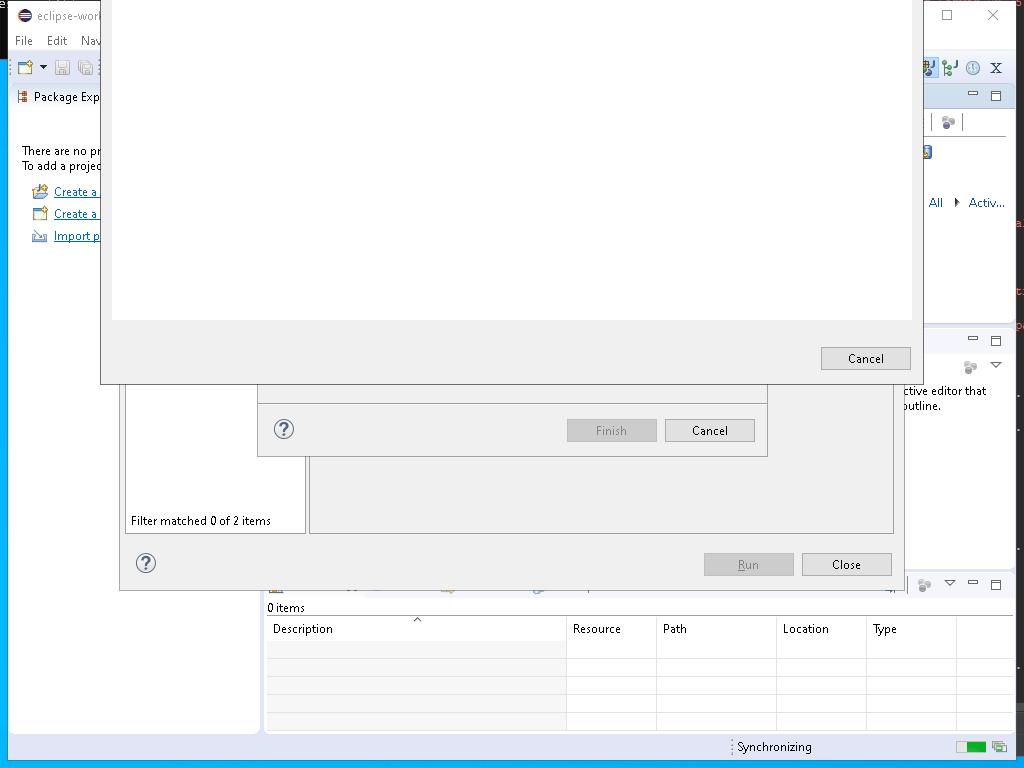 eclipse-work
File Edit Nav
Package Exp
There are no pr
To add a projec
Create a
Create a
Import p
All Activ...
Cancel
ctive editor that
outline.
Finish
Cancel
Filter matched 0 of 2 items
Run
Close
0 items
Description Resource Path Location Type
Synchronizing